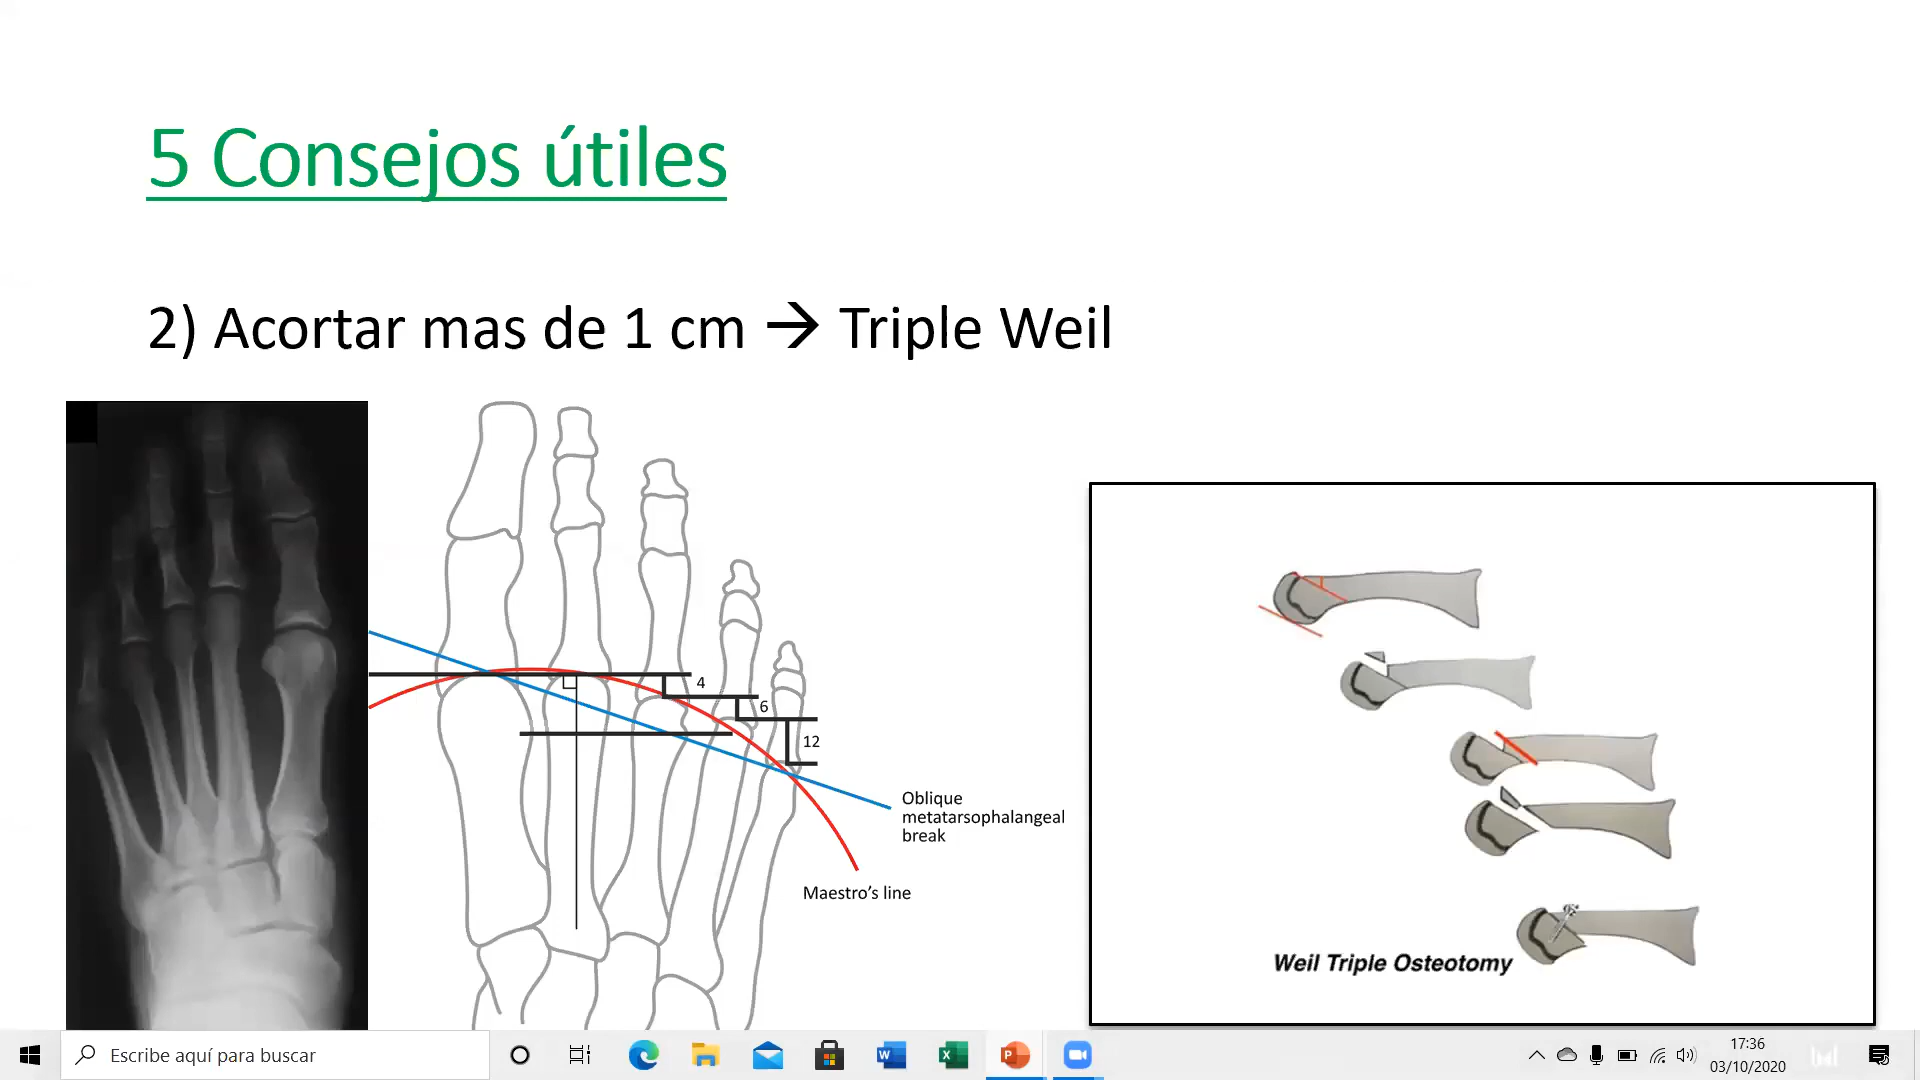 5 Consejos útiles
2) Acortar mas de 1 cm → Triple Weil
4
6
12
Oblique
metatarsophalangeal
break
Maestro's line
Weil Triple Osteotomy
Escribe aquí para buscar
17:36
03/10/2020